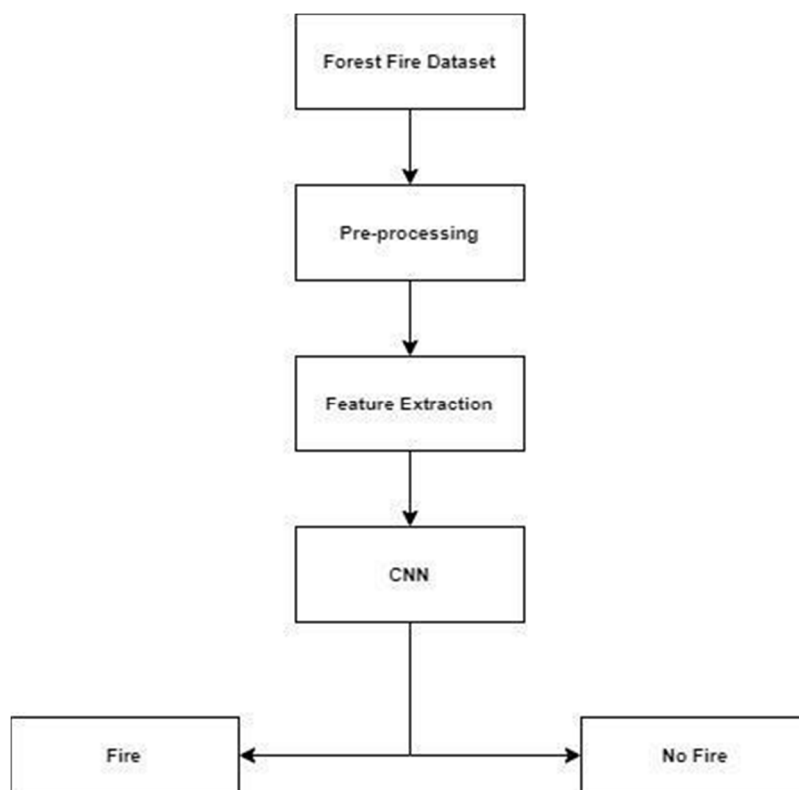 Forest Fire Dataset
Pre-processing
Feature Extraction
CNN
Fire
No Fire